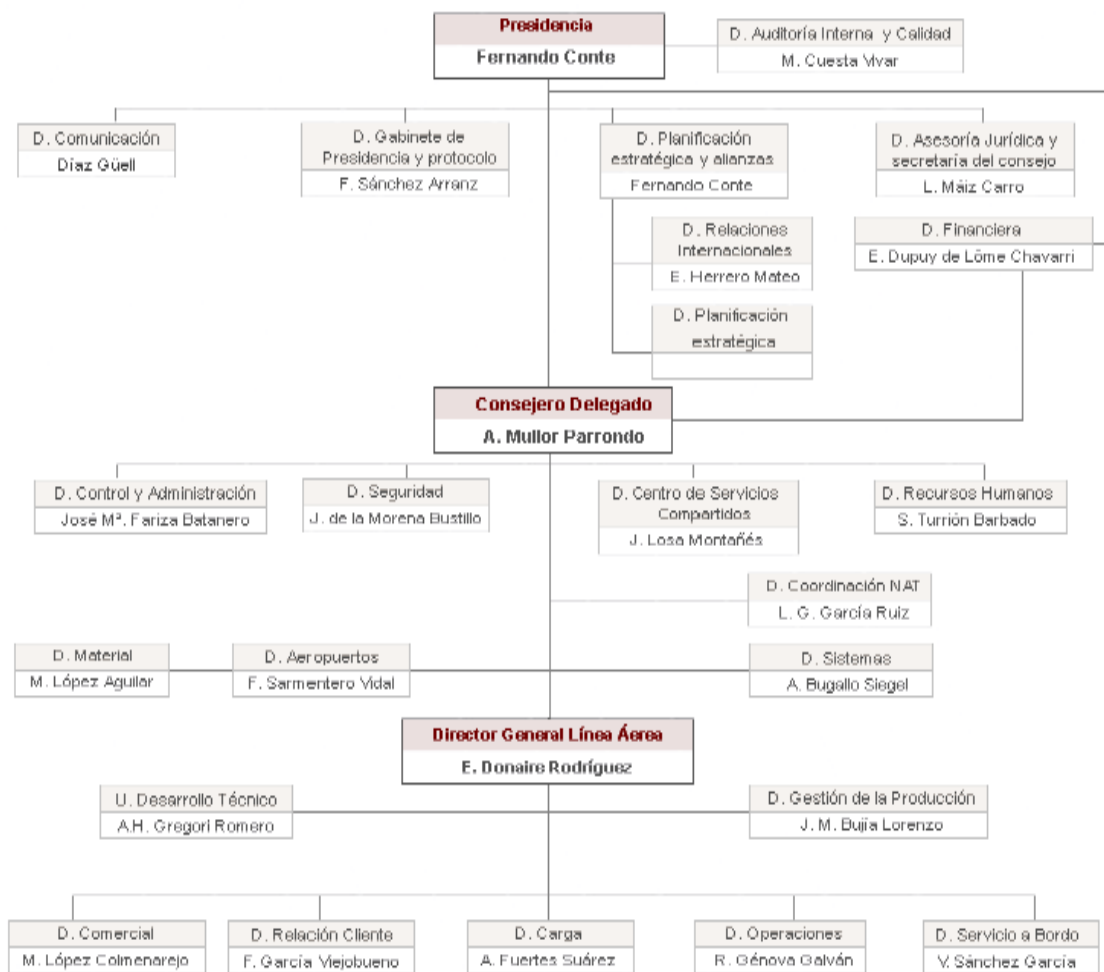 Presidencia
Fernando Conte
D. Auditoría Interna y Calidad
M. Cuesta Vivar
D. Comunicación
Díaz Güell
D. Gabinete de
Presidencia y protocolo
F. Sánchez Arranz
D. Planificación
estratégica y alianzas
Fernando Conte
D. Asesoría Jurídica y
secretaria del consejo
L. Máiz Carro
D. Relaciones
Internacionales
E. Herrero Mateo
D. Financiera
E. Dupuy de Lôme Chavarri
D. Planificación
estratégica
Consejero Delegado
A. Mullor Parrondo
D. Control y Administración
José Mª. Fariza Batanero
D. Seguridad
J. de la Morena Bustillo
D. Centro de Servicios
Compartidos
J. Losa Montañés
D. Recursos Humanos
S. Turrión Barbado
D. Coordinación NAT
L. G. García Ruiz
D. Material
M. López Aguilar
D. Aeropuertos
F. Sarmentero Vidal
D. Sistemas
A. Bugallo Siegel
Director General Línea Áerea
E. Donaire Rodríguez
U. Desarrollo Técnico
A.H. Gregori Romero
D. Gestión de la Producción
J. M. Bujia Lorenzo
D. Comercial
M. López Colmenarejo
D. Relación Cliente
F. García Viejobueno
D. Carga
A. Fuertes Suárez
D. Operaciones
R. Génova Galván
D. Servicio a Bordo
V. Sánchez García